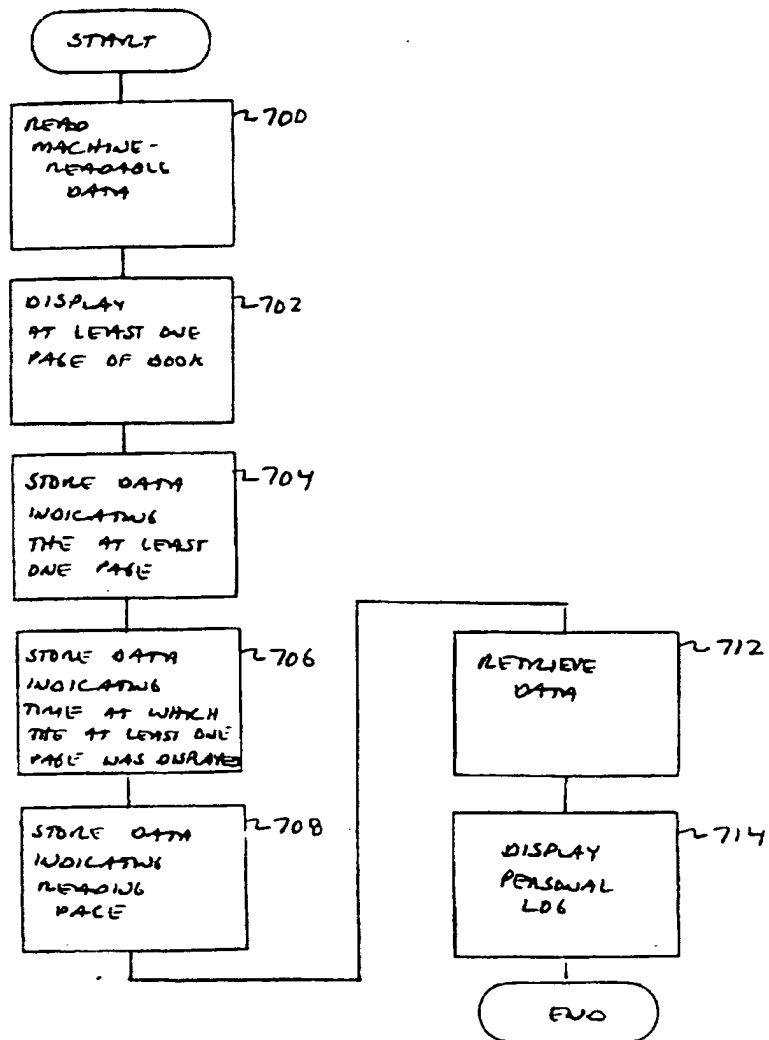 START
READ
MACHINE-
READABLE
DATA
700
DISPLAY
AT LEAST ONE
PAGE OF BOOK
702
STORE DATA
INDICATING
THE AT LEAST
ONE PAGE
704
STORE DATA
INDICATING
TIME AT WHICH
THE AT LEAST ONE
PAGE WAS DISPLAYED
706
STORE DATA
INDICATING
READING
PACE
708
RETRIEVE
DATA
712
DISPLAY
PERSONAL
LOG
714
END